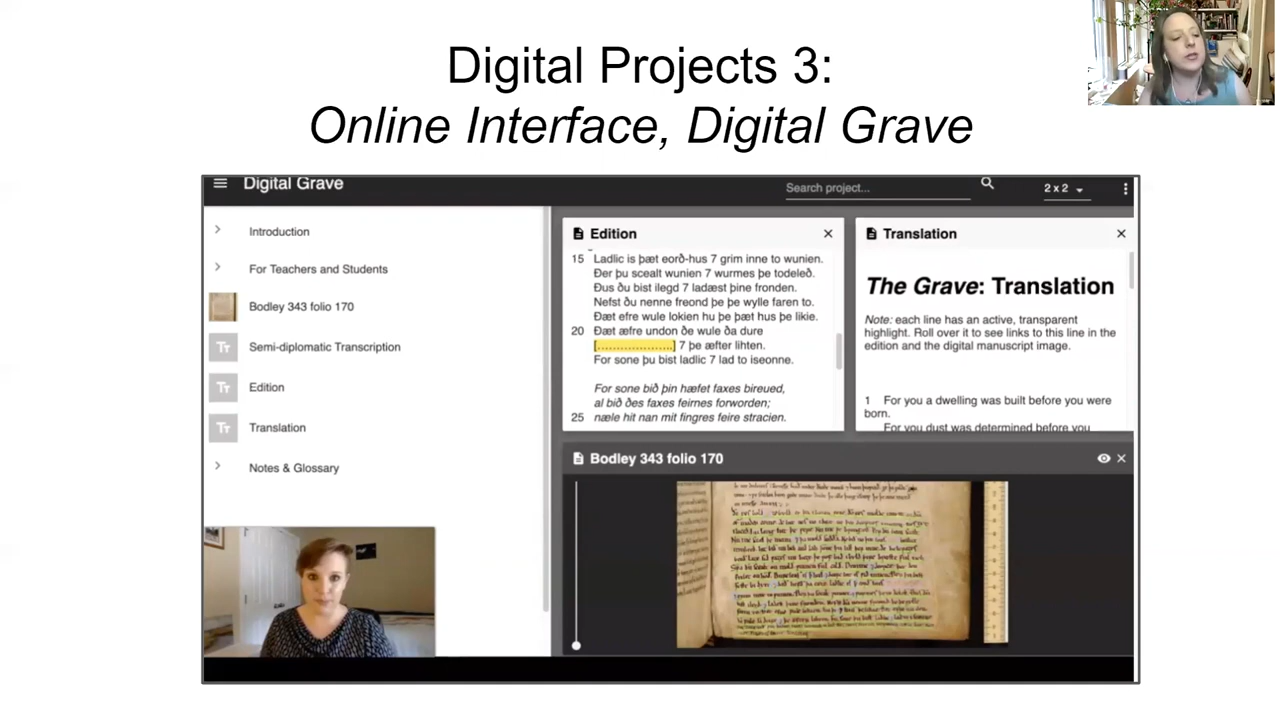 Digital Projects 3:
Online Interface, Digital Grave
Digital Grave
Search project...
2 x 2
Introduction
For Teachers and Students
Bodley 343 folio 170
Tт
Semi-diplomatic Transcription
Tт
Edition
Tт
Translation
Notes & Glossary
Edition
15 Ladlic is þæt eorð-hus 7 grim inne to wunien.
Ðer þu scealt wunien 7 wurmes þe todeleð.
Ðus ðu bist ilegd 7 ladæst þine fronden.
Nefst ðu nenne freond þe þe wylle faren to.
Ðæt efre wule lokien hu þe þæt hus þe likie.
20 Ðæt æfre undon ðe wule ða dure
[.....................] 7 þe æfter lihten.
For sone þu bist ladlic 7 lad to iseonne.
For sone bið þin hæfet faxes bireued,
al bið ðes faxes feirnes forworden;
25 næle hit nan mit fingres feire stracien.
Translation
The Grave: Translation
Note: each line has an active, transparent
highlight. Roll over it to see links to this line in the
edition and the digital manuscript image.
1 For you a dwelling was built before you were
born.
For you dust was determined before you
Bodley 343 folio 170